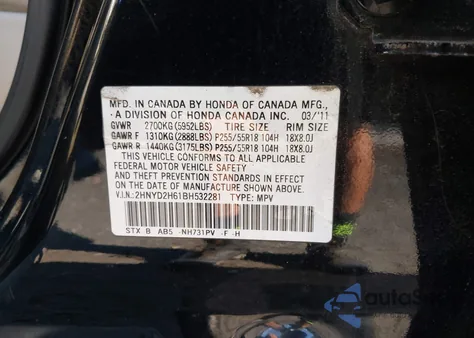 MFD. IN CANADA BY HONDA OF CANADA MFG.,
A DIVISION OF HONDA CANADA INC. 03/'11
GVWR 2700KG(5952LBS) TIRE SIZE RIM SIZE
GAWR F 1310KG(2888LBS) P255/55R18 104H 18X8.0J
GAWR R 1440KG(3175LBS) P255/55R18 104H 18X8.0J
THIS VEHICLE CONFORMS TO ALL APPLICABLE
FEDERAL MOTOR VEHICLE SAFETY
AND THEFT PREVENTION STANDARDS IN EFFECT ON
THE DATE OF MANUFACTURE SHOWN ABOVE.
V.I.N.:2HNYD2H61BH532281 TYPE: MPV
STX B AB5 -NH731PV -F -H